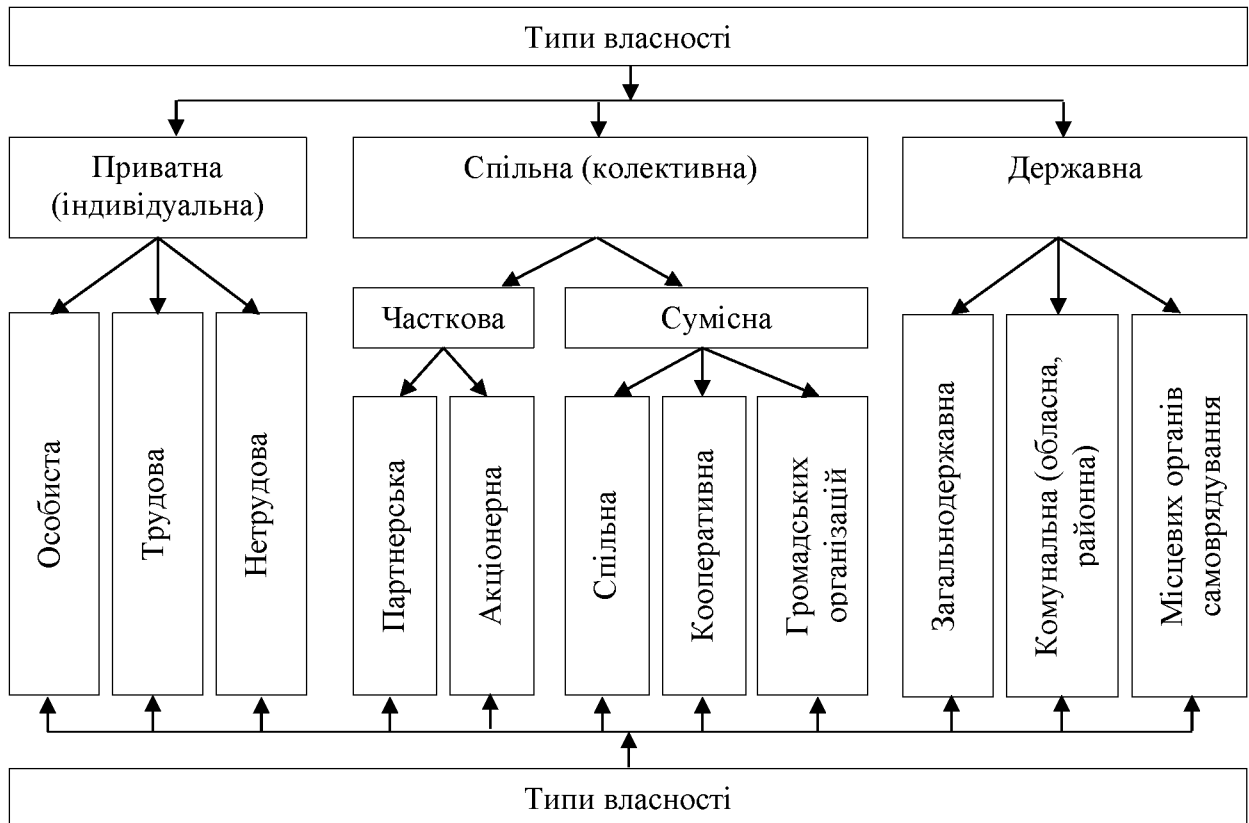 Типи власності
Приватна
(індивідуальна)
Спільна (колективна)
Державна
Часткова
Сумісна
Особиста
Трудова
Нетрудова
Партнерська
Акціонерна
Спільна
Кооперативна
Громадських
організацій
Загальнодержавна
Комунальна (обласна,
районна)
Місцевих органів
самоврядування
Типи власності